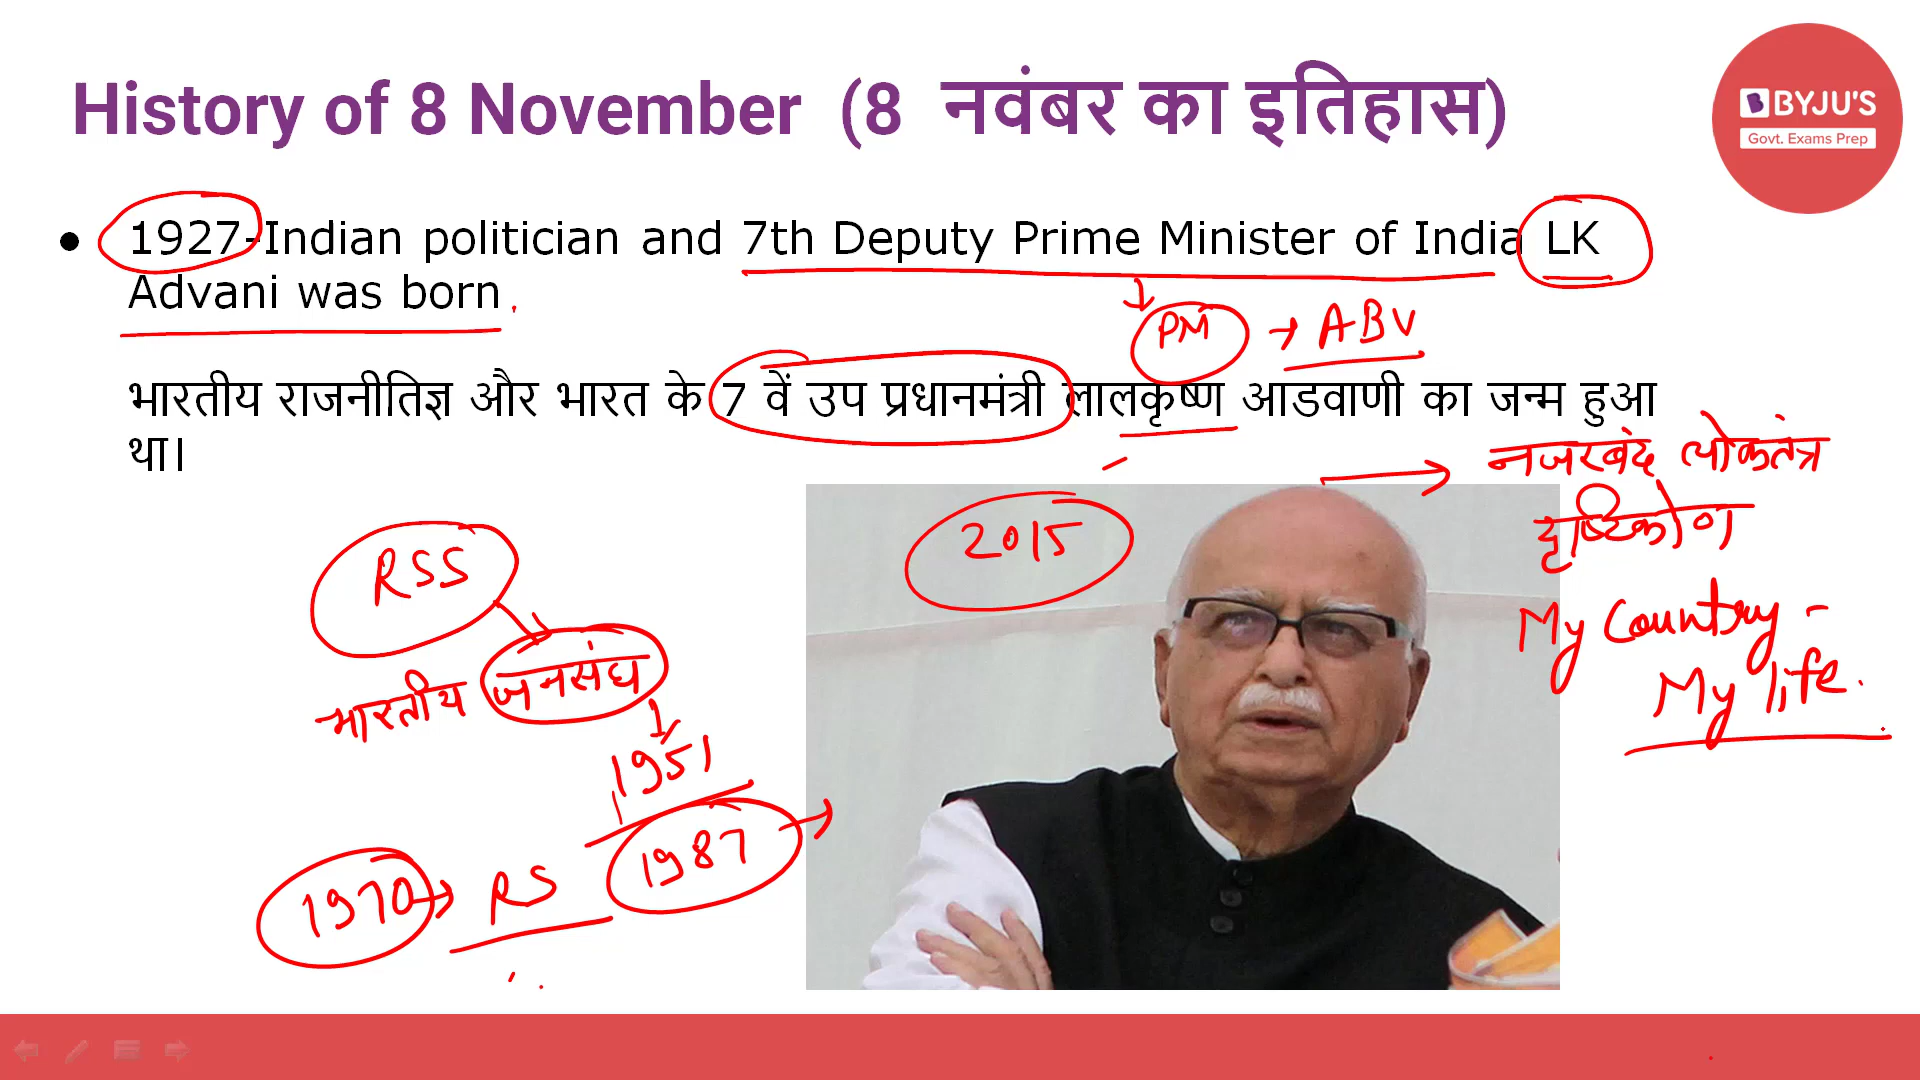 History of 8 November (8 नवंबर का इतिहास)
BYJU'S
Govt. Exams Prep
• 1927-Indian politician and 7th Deputy Prime Minister of India LK
Advani was born
PM → ABV
भारतीय राजनीतिज्ञ और भारत के 7 वें उप प्रधानमंत्री लालकृष्ण आडवाणी का जन्म हुआ
था।
नजरबंद लोकतंत्र
दृष्टिकोण
2015
RSS
My Country -
My life.
भारतीय जनसंघ
1951
1987
1970 → RS